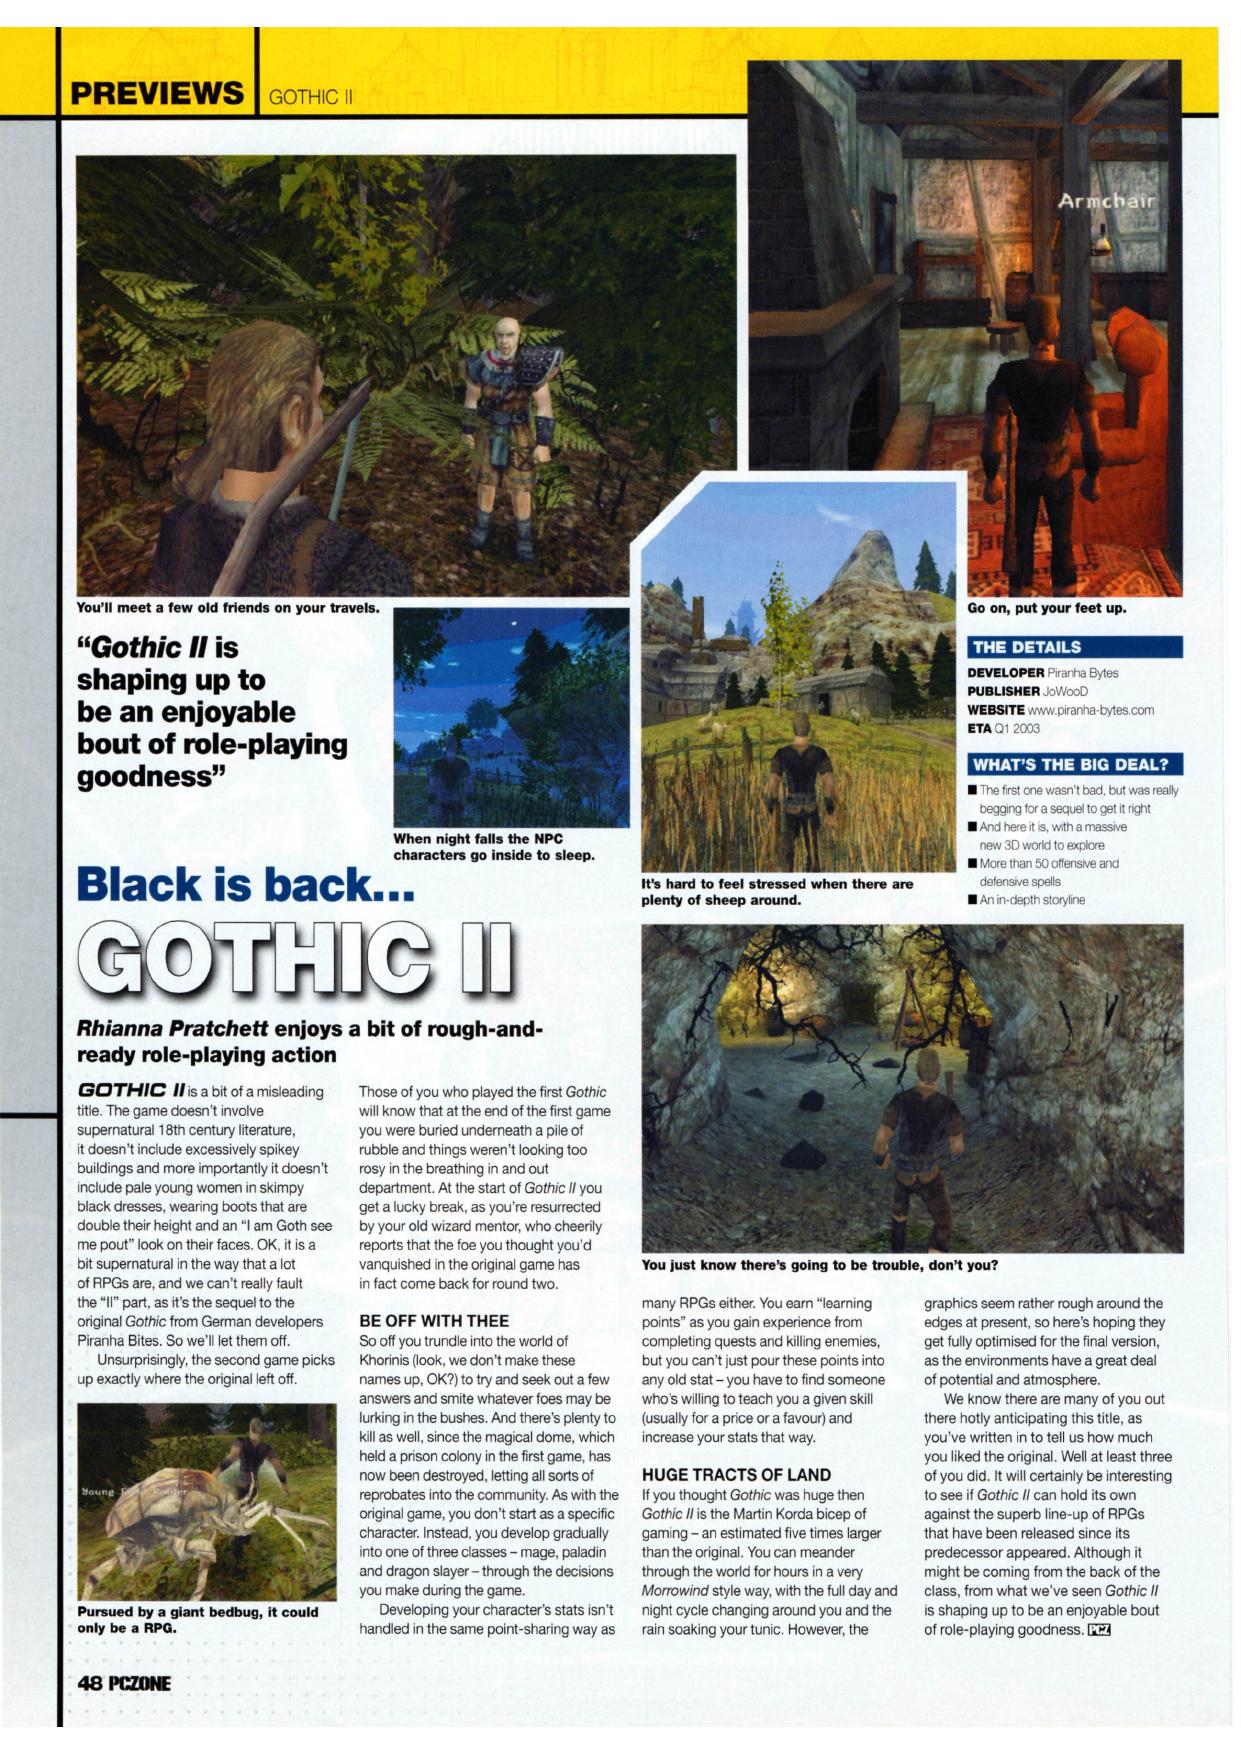 PREVIEWS
GOTHIC II
Armchair
You'll meet a few old friends on your travels.
Go on, put your feet up.
"Gothic II is
shaping up to
be an enjoyable
bout of role-playing
goodness"
When night falls the NPC
characters go inside to sleep.
It's hard to feel stressed when there are
plenty of sheep around.
THE DETAILS
DEVELOPER Piranha Bytes
PUBLISHER JoWooD
WEBSITE www.piranha-bytes.com
ETA Q1 2003
WHAT'S THE BIG DEAL?
■ The first one wasn't bad, but was really
begging for a sequel to get it right
■ And here it is, with a massive
new 3D world to explore
■ More than 50 offensive and
defensive spells
■ An in-depth storyline
Black is back...
GOTHIC II
Rhianna Pratchett enjoys a bit of rough-and-
ready role-playing action
GOTHIC II is a bit of a misleading
title. The game doesn't involve
supernatural 18th century literature,
it doesn't include excessively spikey
buildings and more importantly it doesn't
include pale young women in skimpy
black dresses, wearing boots that are
double their height and an "I am Goth see
me pout" look on their faces. OK, it is a
bit supernatural in the way that a lot
of RPGs are, and we can't really fault
the "II" part, as it's the sequel to the
original Gothic from German developers
Piranha Bites. So we'll let them off.
Unsurprisingly, the second game picks
up exactly where the original left off.
Young
Pursued by a giant bedbug, it could
only be a RPG.
Those of you who played the first Gothic
will know that at the end of the first game
you were buried underneath a pile of
rubble and things weren't looking too
rosy in the breathing in and out
department. At the start of Gothic II you
get a lucky break, as you're resurrected
by your old wizard mentor, who cheerily
reports that the foe you thought you'd
vanquished in the original game has
in fact come back for round two.
BE OFF WITH THEE
So off you trundle into the world of
Khorinis (look, we don't make these
names up, OK?) to try and seek out a few
answers and smite whatever foes may be
lurking in the bushes. And there's plenty to
kill as well, since the magical dome, which
held a prison colony in the first game, has
now been destroyed, letting all sorts of
reprobates into the community. As with the
original game, you don't start as a specific
character. Instead, you develop gradually
into one of three classes – mage, paladin
and dragon slayer – through the decisions
you make during the game.
Developing your character's stats isn't
handled in the same point-sharing way as
You just know there's going to be trouble, don't you?
many RPGs either. You earn "learning
points" as you gain experience from
completing quests and killing enemies,
but you can't just pour these points into
any old stat – you have to find someone
who's willing to teach you a given skill
(usually for a price or a favour) and
increase your stats that way.
HUGE TRACTS OF LAND
If you thought Gothic was huge then
Gothic II is the Martin Korda bicep of
gaming – an estimated five times larger
than the original. You can meander
through the world for hours in a very
Morrowind style way, with the full day and
night cycle changing around you and the
rain soaking your tunic. However, the
graphics seem rather rough around the
edges at present, so here's hoping they
get fully optimised for the final version,
as the environments have a great deal
of potential and atmosphere.
We know there are many of you out
there hotly anticipating this title, as
you've written in to tell us how much
you liked the original. Well at least three
of you did. It will certainly be interesting
to see if Gothic II can hold its own
against the superb line-up of RPGs
that have been released since its
predecessor appeared. Although it
might be coming from the back of the
class, from what we've seen Gothic II
is shaping up to be an enjoyable bout
of role-playing goodness. PCZ
48 PCZONE